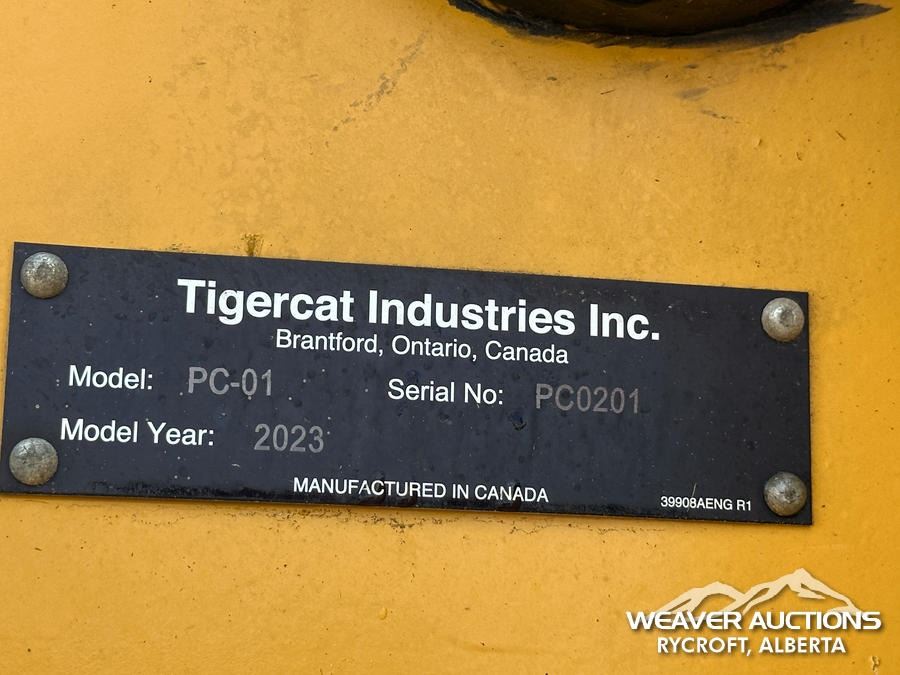 Tigercat Industries Inc.
Brantford, Ontario, Canada
Model: PC-01 Serial No: PC0201
Model Year: 2023
MANUFACTURED IN CANADA
39908AENG R1
WEAVER AUCTIONS
RYCROFT, ALBERTA